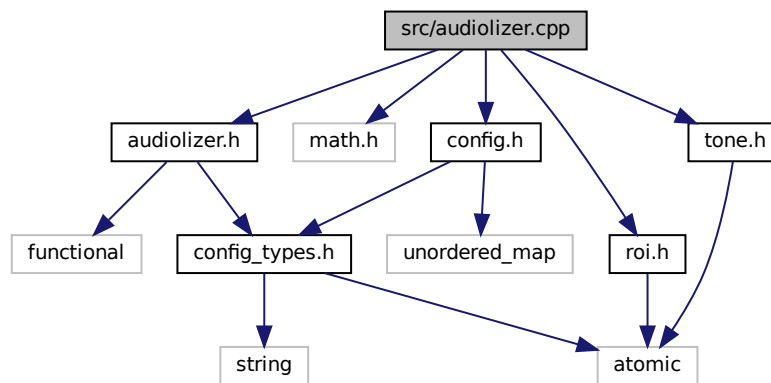 src/audiolizer.cpp
audiolizer.h
math.h
config.h
tone.h
functional
config_types.h
unordered_map
roi.h
string
atomic